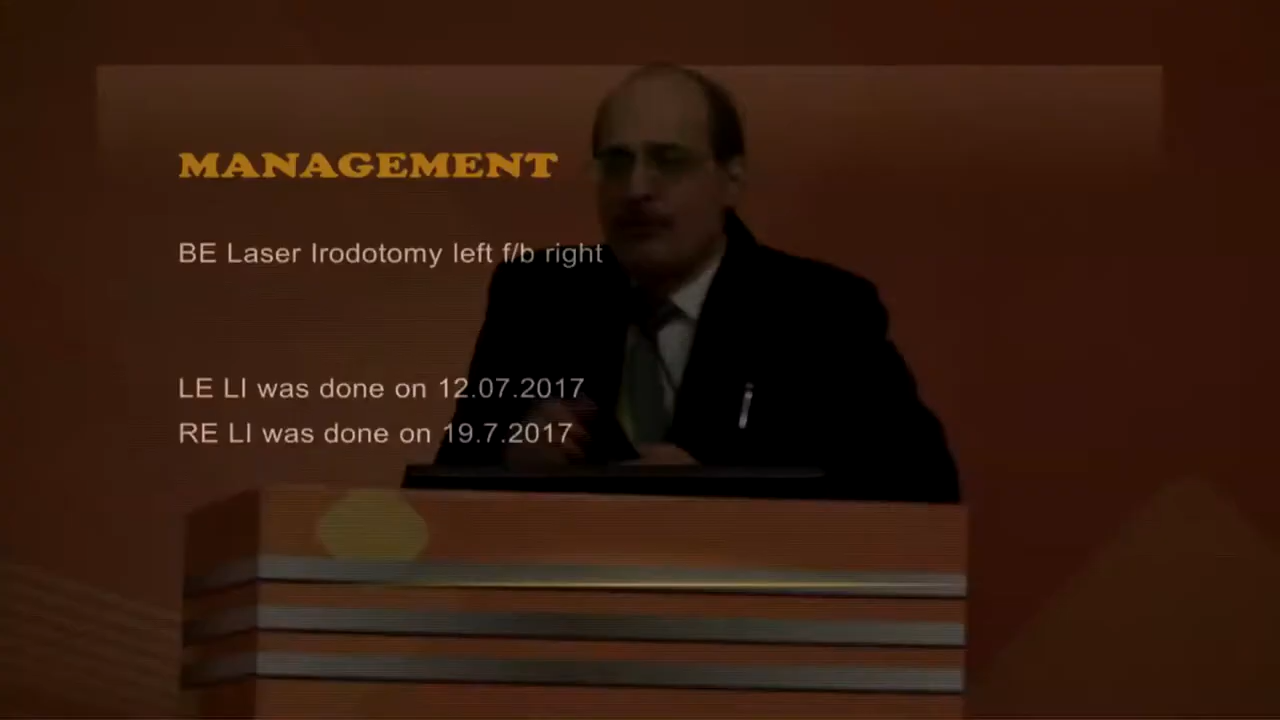 MANAGEMENT
BE Laser Irodotomy left f/b right
LE LI was done on 12.07.2017
RE LI was done on 19.7.2017